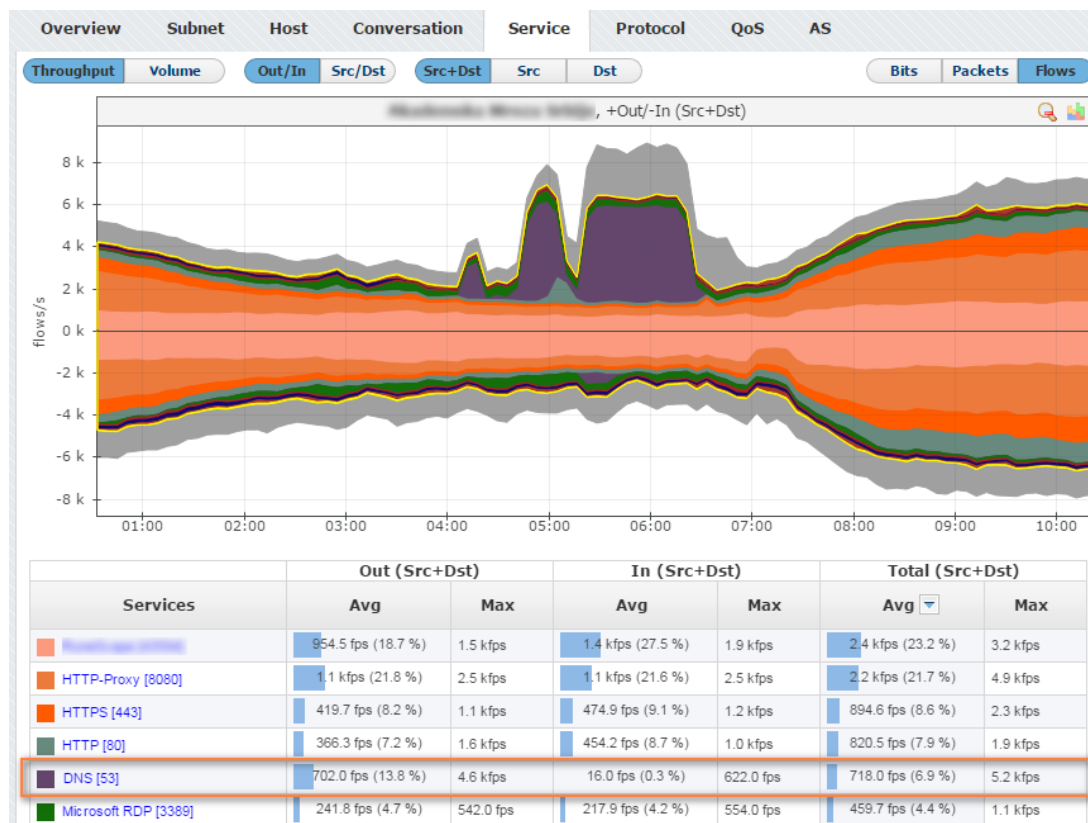 Overview Subnet Host Conversation Service Protocol QoS AS
Throughput Volume Out/In Src/Dst Src+Dst Src Dst Bits Packets Flows
, +Out/-In (Src+Dst)
8 k
6 k
4 k
2 k
0 k
-2 k
-4 k
-6 k
-8 k
flows/s
01:00 02:00 03:00 04:00 05:00 06:00 07:00 08:00 09:00 10:00
Out (Src+Dst) In (Src+Dst) Total (Src+Dst)
Services Avg Max Avg Max Avg Max
954.5 fps (18.7 %) 1.5 kfps 1.4 kfps (27.5 %) 1.9 kfps 2.4 kfps (23.2 %) 3.2 kfps
HTTP-Proxy [8080] 1.1 kfps (21.8 %) 2.5 kfps 1.1 kfps (21.6 %) 2.5 kfps 2.2 kfps (21.7 %) 4.9 kfps
HTTPS [443] 419.7 fps (8.2 %) 1.1 kfps 474.9 fps (9.1 %) 1.2 kfps 894.6 fps (8.6 %) 2.3 kfps
HTTP [80] 366.3 fps (7.2 %) 1.6 kfps 454.2 fps (8.7 %) 1.0 kfps 820.5 fps (7.9 %) 1.9 kfps
DNS [53] 702.0 fps (13.8 %) 4.6 kfps 16.0 fps (0.3 %) 622.0 fps 718.0 fps (6.9 %) 5.2 kfps
Microsoft RDP [3389] 241.8 fps (4.7 %) 542.0 fps 217.9 fps (4.2 %) 554.0 fps 459.7 fps (4.4 %) 1.1 kfps